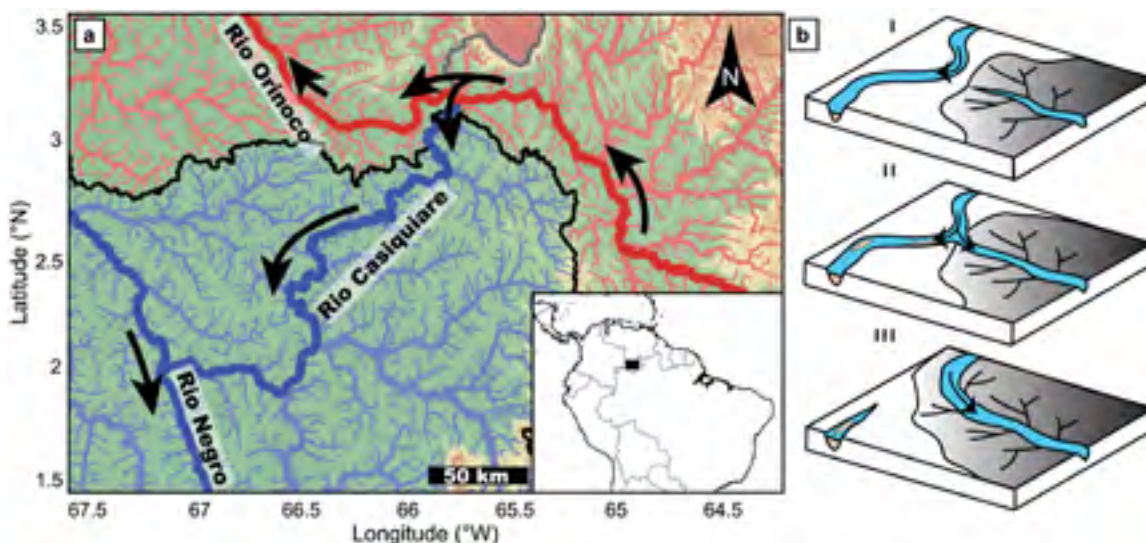 a
3.5
3
2.5
2
1.5
Latitude (°N)
Rio Orinoco
Rio Casiquiare
Rio Negro
N
50 km
67.5 67 66.5 66 65.5 65 64.5
Longitude (°W)
b
I
II
III